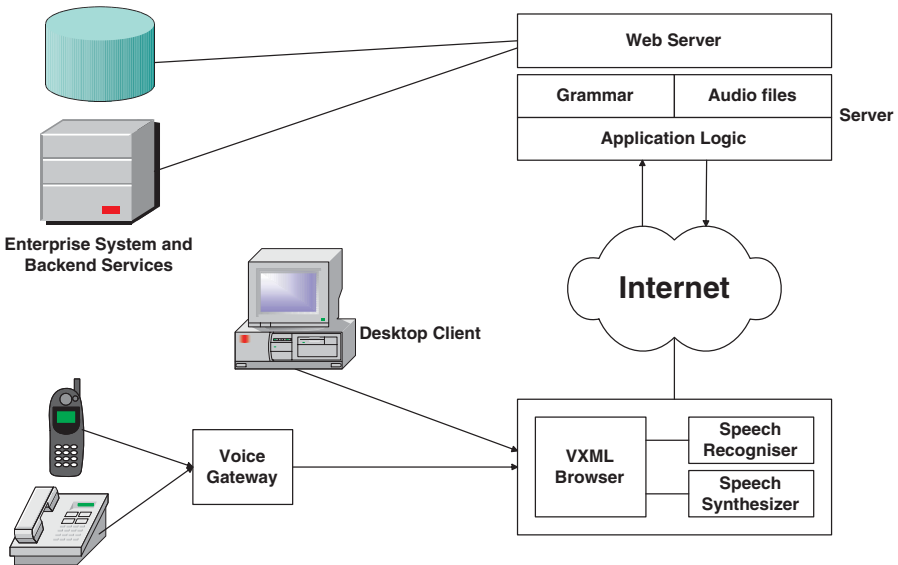 Web Server
Grammar
Audio files
Server
Application Logic
Enterprise System and
Backend Services
Internet
Desktop Client
Voice
Gateway
VXML
Browser
Speech
Recogniser
Speech
Synthesizer